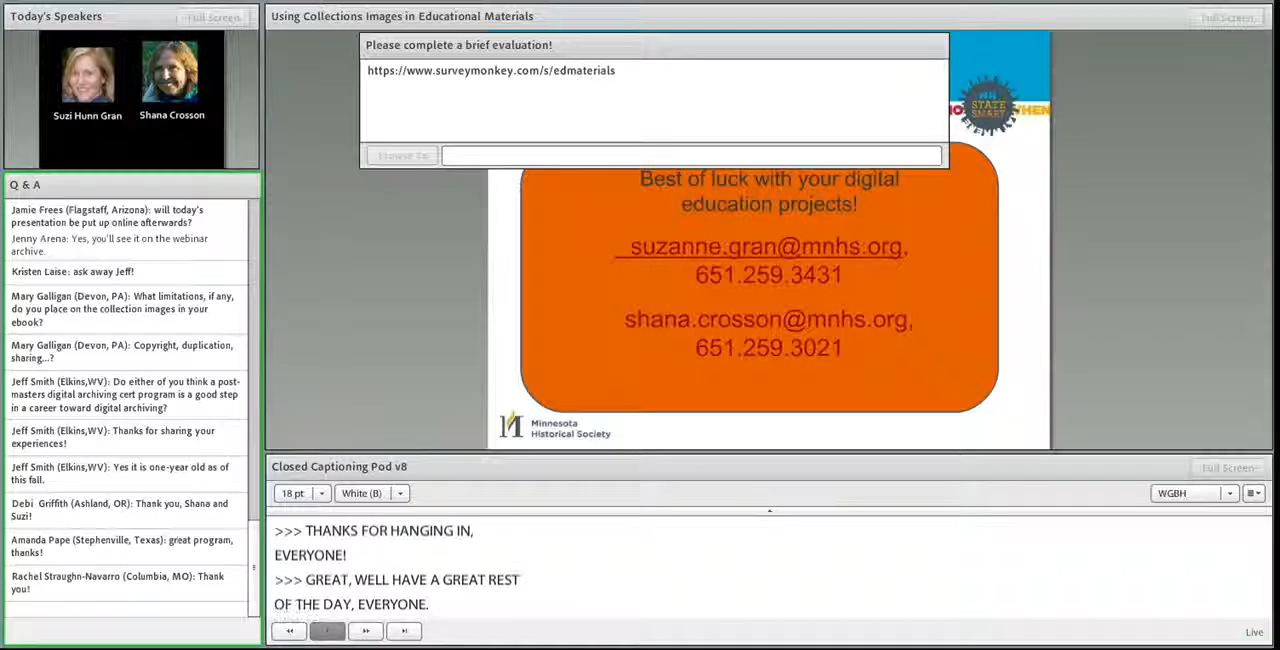 Today's Speakers
Full Screen
Suzi Hunn Gran
Shana Crosson
Q & A
Jamie Frees (Flagstaff, Arizona): will today's
presentation be put up online afterwards?
Jenny Arena: Yes, you'll see it on the webinar
archive.
Kristen Laise: ask away Jeff!
Mary Galligan (Devon, PA): What limitations, if any,
do you place on the collection images in your
ebook?
Mary Galligan (Devon, PA): Copyright, duplication,
sharing...?
Jeff Smith (Elkins,WV): Do either of you think a post-
masters digital archiving cert program is a good step
in a career toward digital archiving?
Jeff Smith (Elkins,WV): Thanks for sharing your
experiences!
Jeff Smith (Elkins,WV): Yes it is one-year old as of
this fall.
Debi Griffith (Ashland, OR): Thank you, Shana and
Suzi!
Amanda Pape (Stephenville, Texas): great program,
thanks!
Rachel Straughn-Navarro (Columbia, MO): Thank
you!
Using Collections Images in Educational Materials
Full Screen
Please complete a brief evaluation!
https://www.surveymonkey.com/s/edmaterials
Browse To
STATE
SMART
WHEN
Best of luck with your digital
education projects!
suzanne.gran@mnhs.org,
651.259.3431
shana.crosson@mnhs.org,
651.259.3021
Minnesota
Historical Society
Closed Captioning Pod v8
Full Screen
18 pt
White (B)
WGBH
>>> THANKS FOR HANGING IN,
EVERYONE!
>>> GREAT, WELL HAVE A GREAT REST
OF THE DAY, EVERYONE.
Live